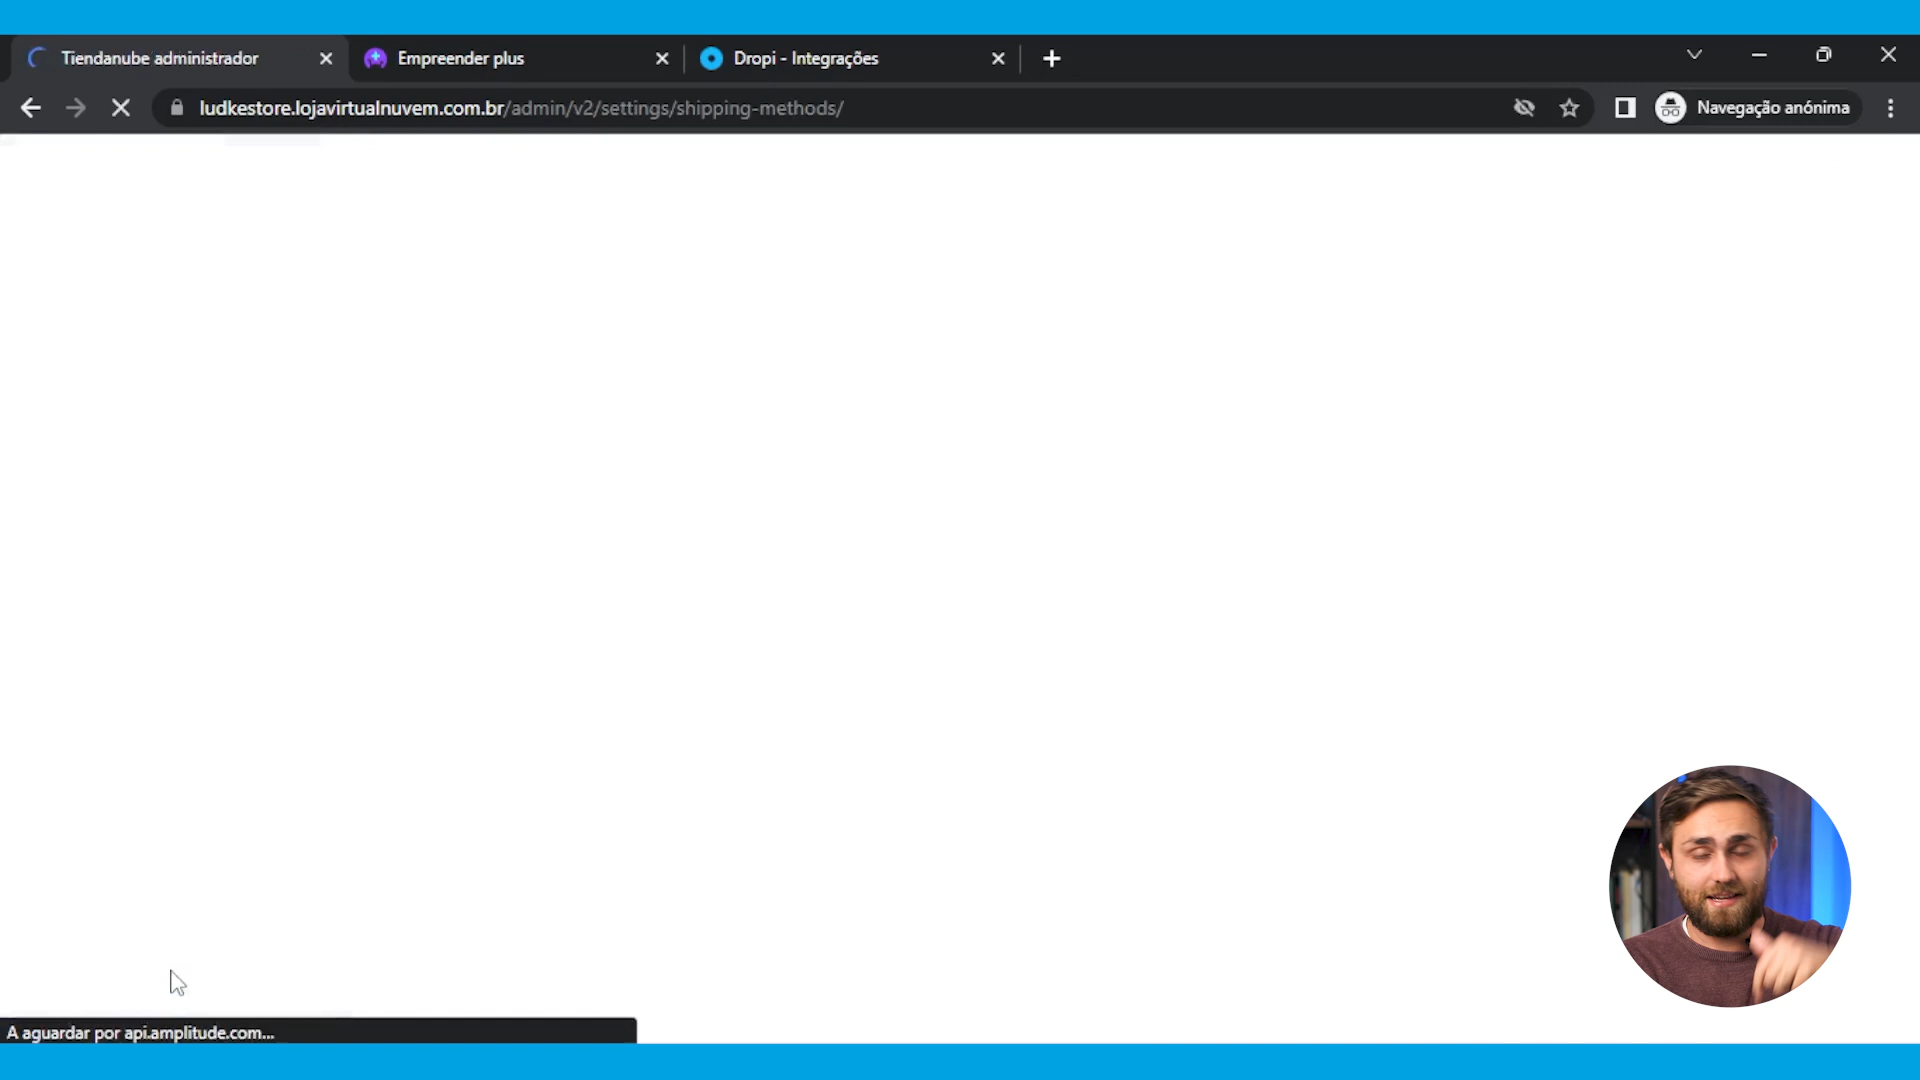 Tiendanube administrador
Empreender plus
Dropi - Integrações
ludkestore.lojavirtualnuvem.com.br/admin/v2/settings/shipping-methods/
Navegação anónima
A aguardar por api.amplitude.com...